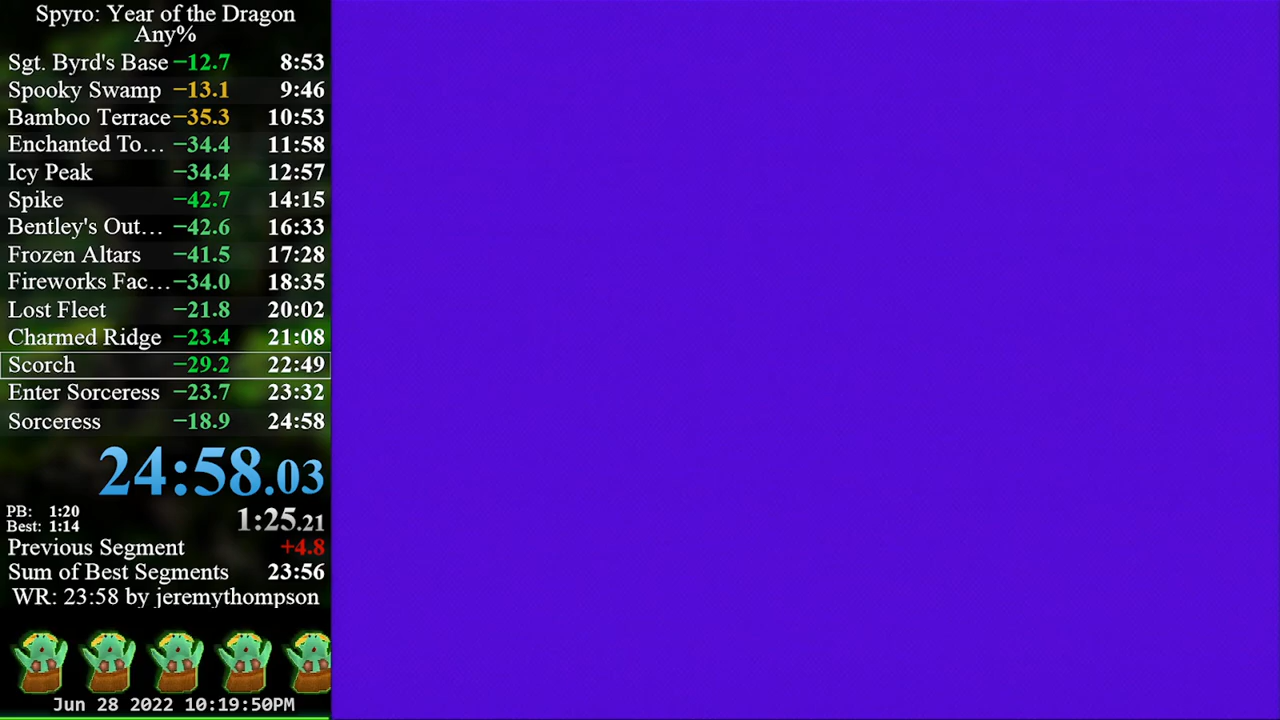 Spyro: Year of the Dragon
Any%
Sgt. Byrd's Base −12.7 8:53
Spooky Swamp −13.1 9:46
Bamboo Terrace −35.3 10:53
Enchanted To... −34.4 11:58
Icy Peak −34.4 12:57
Spike −42.7 14:15
Bentley's Out... −42.6 16:33
Frozen Altars −41.5 17:28
Fireworks Fac... −34.0 18:35
Lost Fleet −21.8 20:02
Charmed Ridge −23.4 21:08
Scorch −29.2 22:49
Enter Sorceress −23.7 23:32
Sorceress −18.9 24:58
24:58.03
PB: 1:20 1:25.21
Best: 1:14
Previous Segment +4.8
Sum of Best Segments 23:56
WR: 23:58 by jeremythompson
Jun 28 2022 10:19:50PM